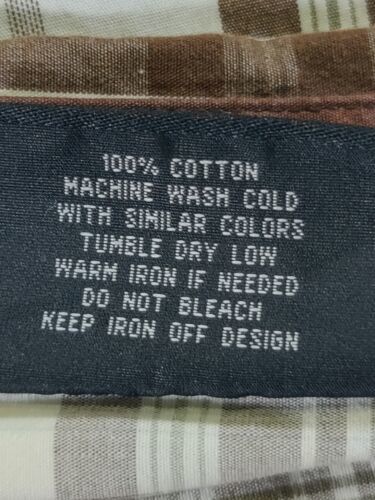 100% COTTON
MACHINE WASH COLD
WITH SIMILAR COLORS
TUMBLE DRY LOW
WARM IRON IF NEEDED
DO NOT BLEACH
KEEP IRON OFF DESIGN